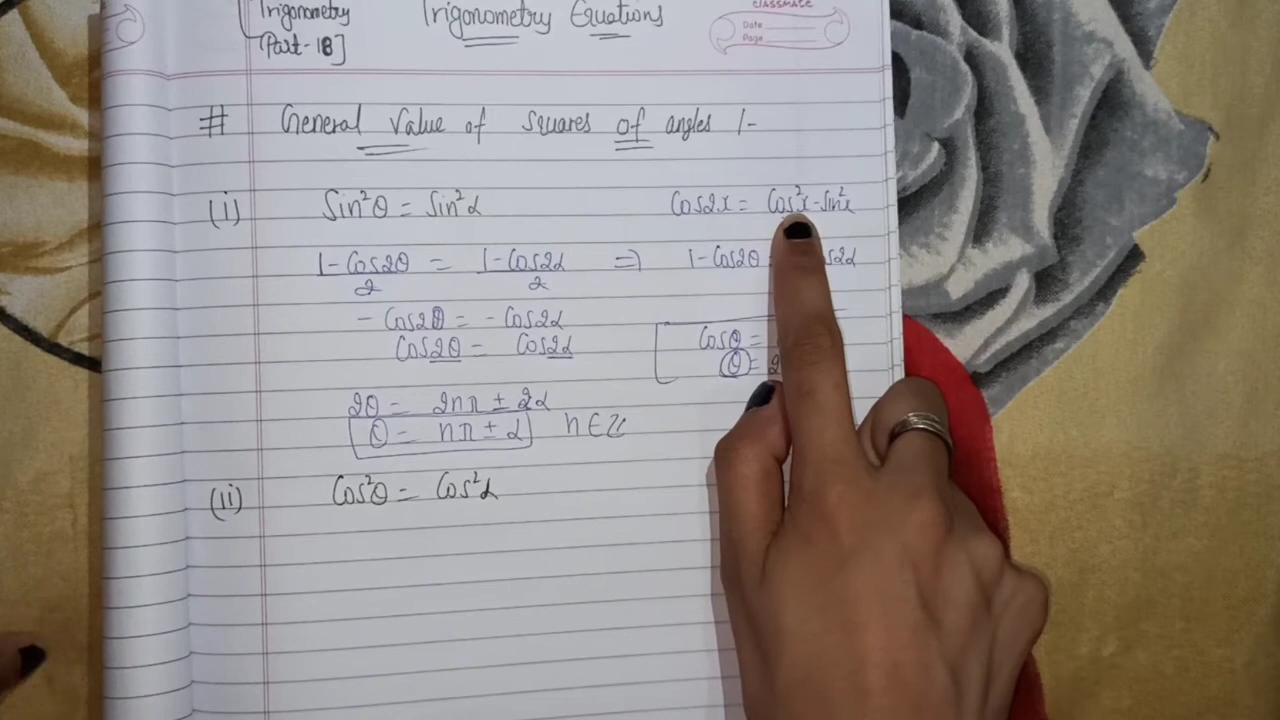 Trigonometry
Part-18]
Trigonometry Equations
CLASSMATE
Date
Page
# General Value of squares of angles :-
(i) Sin²θ = Sin²α
Cos2x = Cos²x - Sin²x
1-Cos2θ/2 = 1-Cos2α/2 ⇒ 1-Cos2θ os2α
- Cos2θ = - Cos2α
Cos2θ = Cos2α
Cosθ =
θ = 2
2θ = 2nπ ± 2α
θ = nπ ± α n∈Z
(ii) Cos²θ = Cos²α